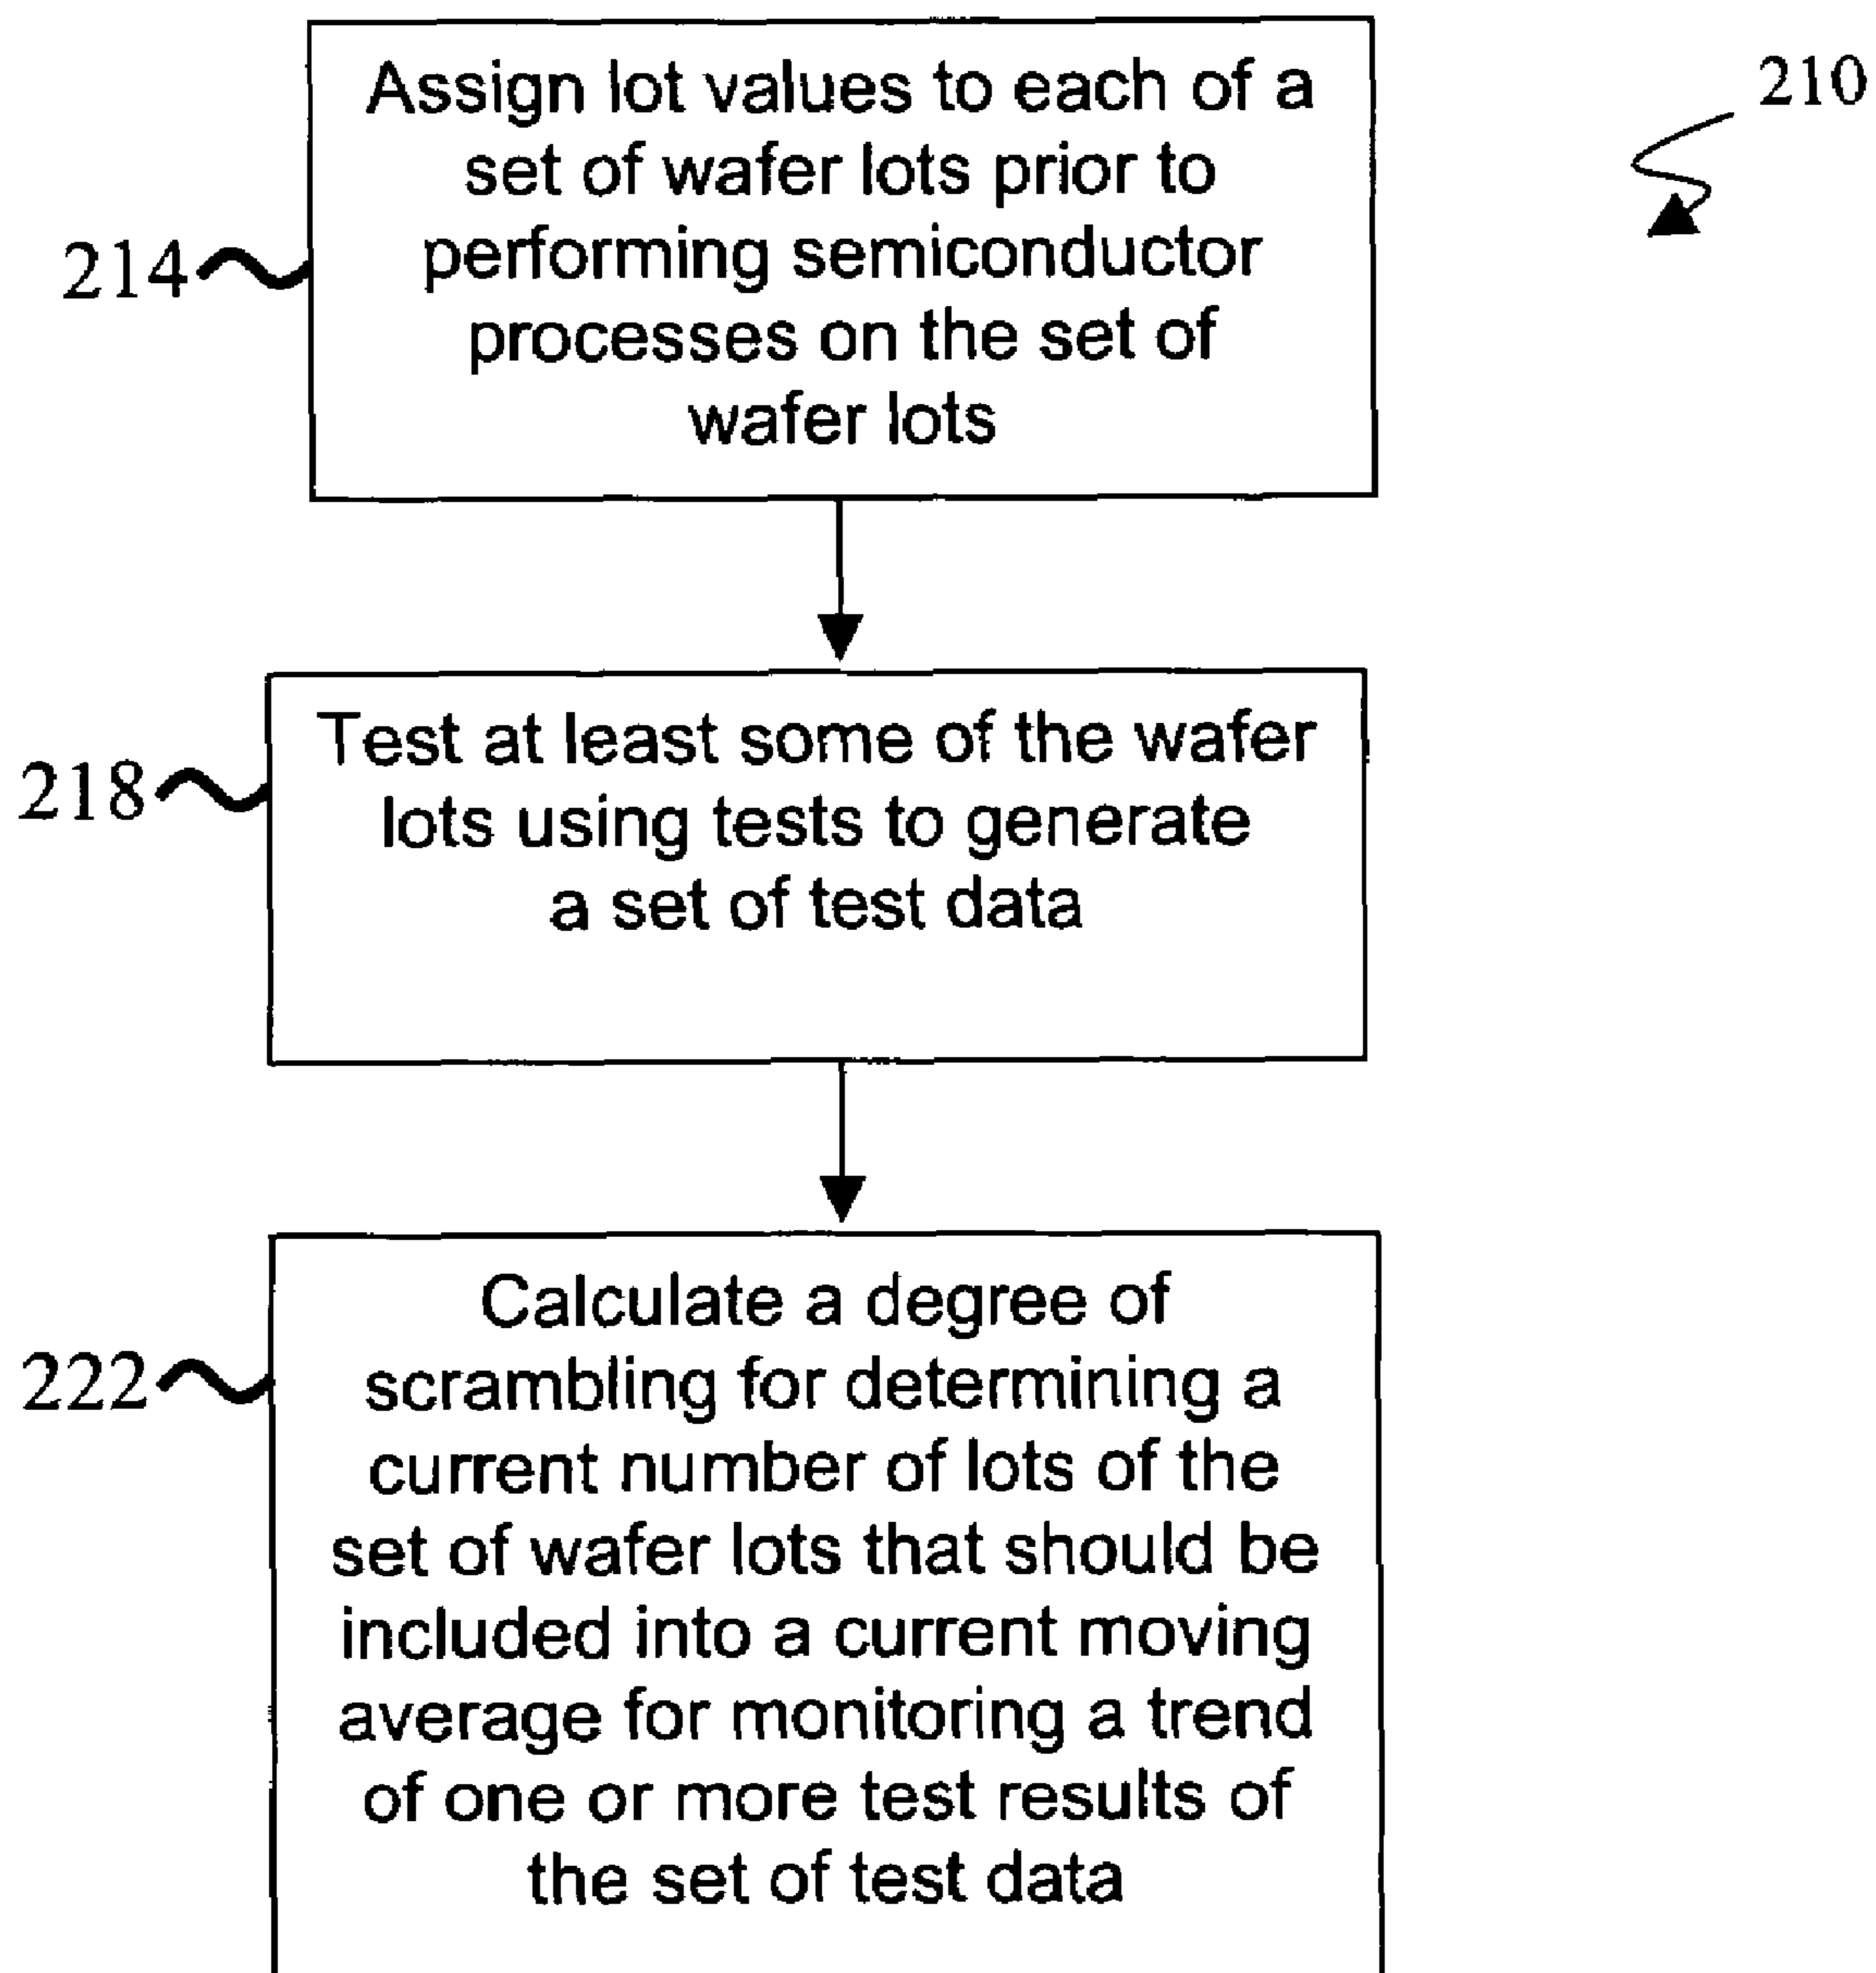 210
Assign lot values to each of a
set of wafer lots prior to
performing semiconductor
processes on the set of
wafer lots
214
Test at least some of the wafer
lots using tests to generate
a set of test data
218
Calculate a degree of
scrambling for determining a
current number of lots of the
set of wafer lots that should be
included into a current moving
average for monitoring a trend
of one or more test results of
the set of test data
222